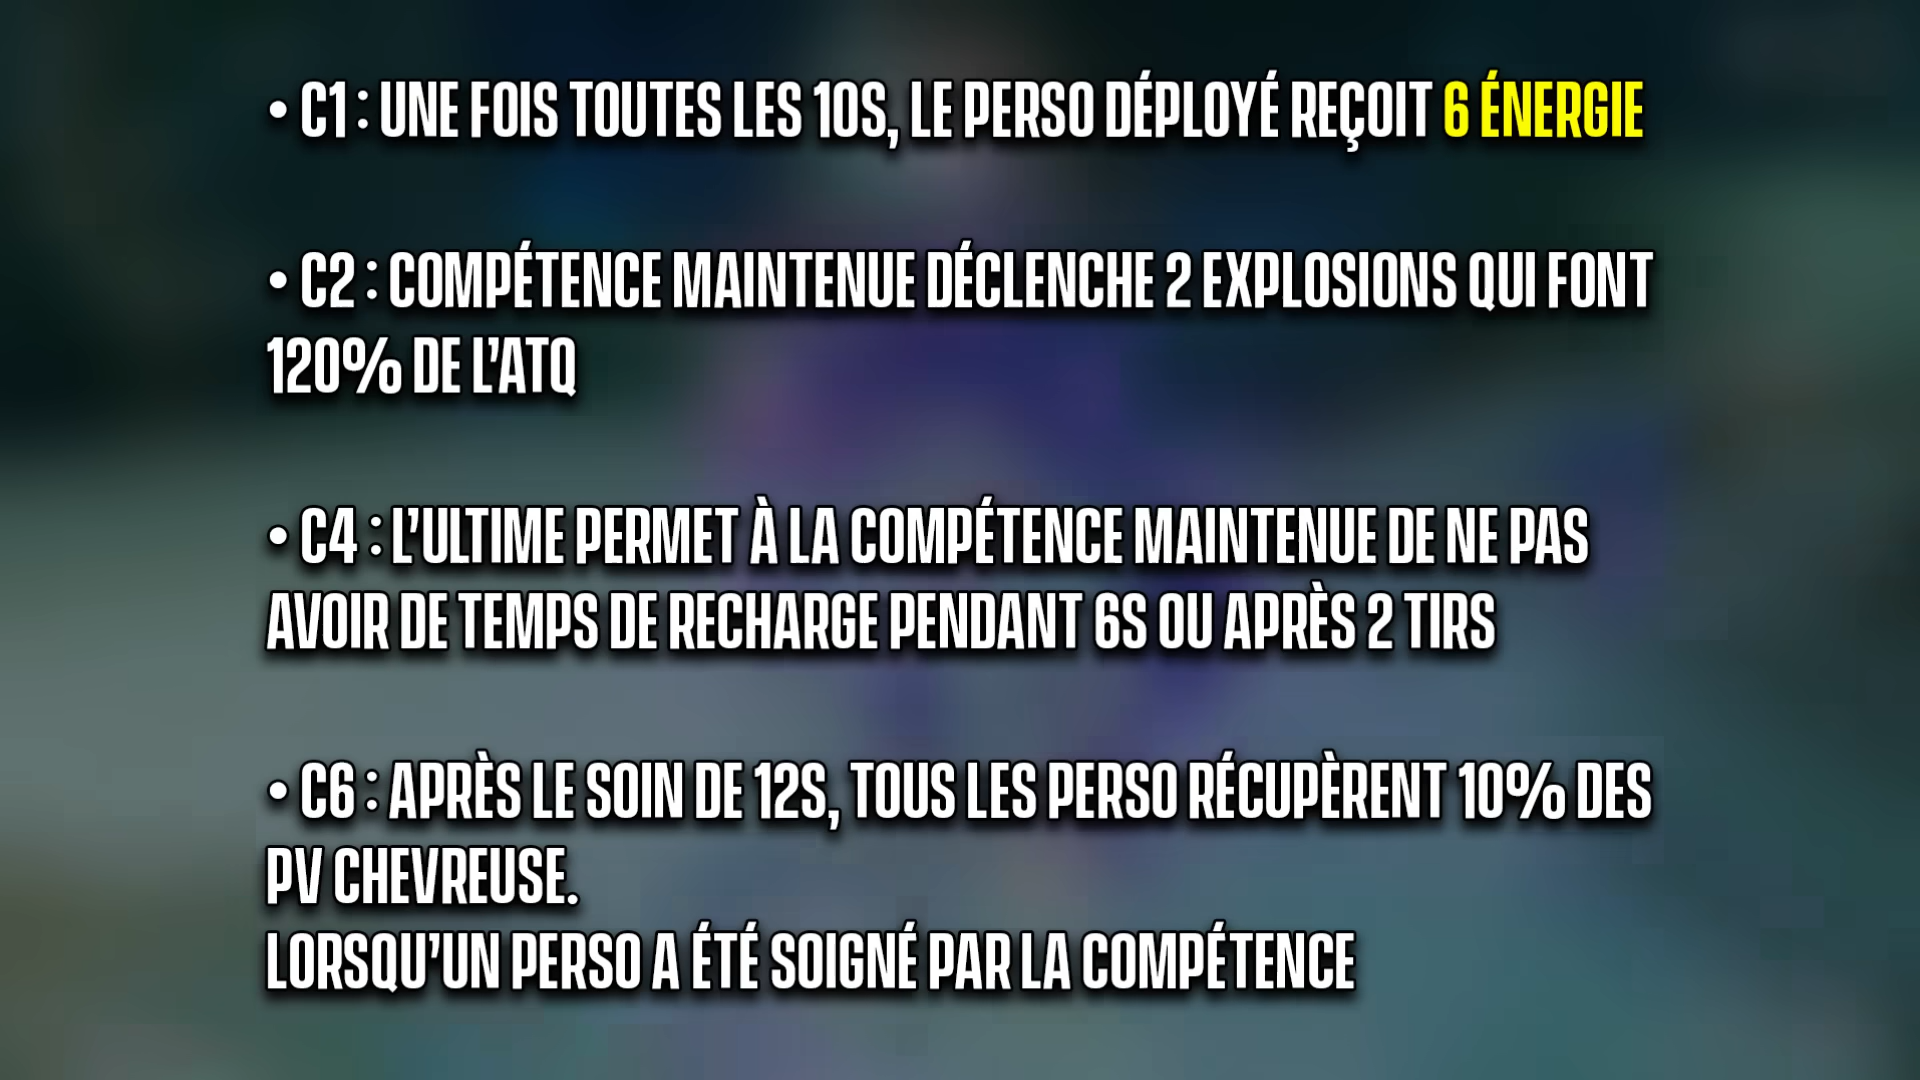 • C1 : UNE FOIS TOUTES LES 10S, LE PERSO DÉPLOYÉ REÇOIT 6 ÉNERGIE
• C2 : COMPÉTENCE MAINTENUE DÉCLENCHE 2 EXPLOSIONS QUI FONT
120% DE L'ATQ
• C4 : L'ULTIME PERMET À LA COMPÉTENCE MAINTENUE DE NE PAS
AVOIR DE TEMPS DE RECHARGE PENDANT 6S OU APRÈS 2 TIRS
• C6 : APRÈS LE SOIN DE 12S, TOUS LES PERSO RÉCUPÈRENT 10% DES
PV CHEVREUSE.
LORSQU'UN PERSO A ÉTÉ SOIGNÉ PAR LA COMPÉTENCE